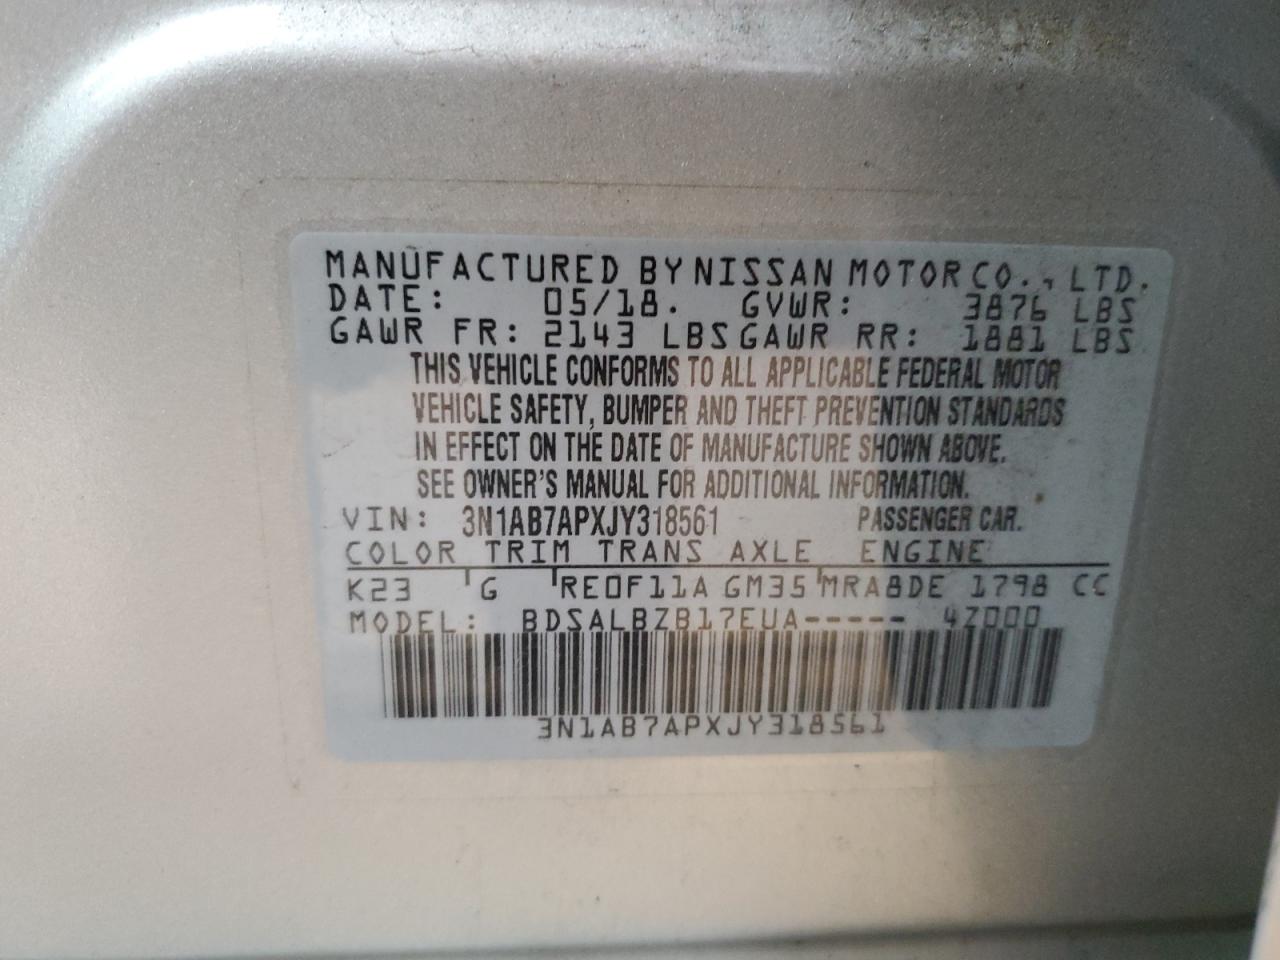 MANUFACTURED BY NISSAN MOTOR CO., LTD.
DATE: 05/18. GVWR: 3876 LBS
GAWR FR: 2143 LBS GAWR RR: 1881 LBS
THIS VEHICLE CONFORMS TO ALL APPLICABLE FEDERAL MOTOR
VEHICLE SAFETY, BUMPER AND THEFT PREVENTION STANDARDS
IN EFFECT ON THE DATE OF MANUFACTURE SHOWN ABOVE.
SEE OWNER'S MANUAL FOR ADDITIONAL INFORMATION.
VIN: 3N1AB7APXJY318561 PASSENGER CAR.
COLOR TRIM TRANS AXLE ENGINE
K23 G RE0F11A GM35 MRA8DE 1798 CC
MODEL: BDSALBZB17EUA----- 4Z000
3N1AB7APXJY318561